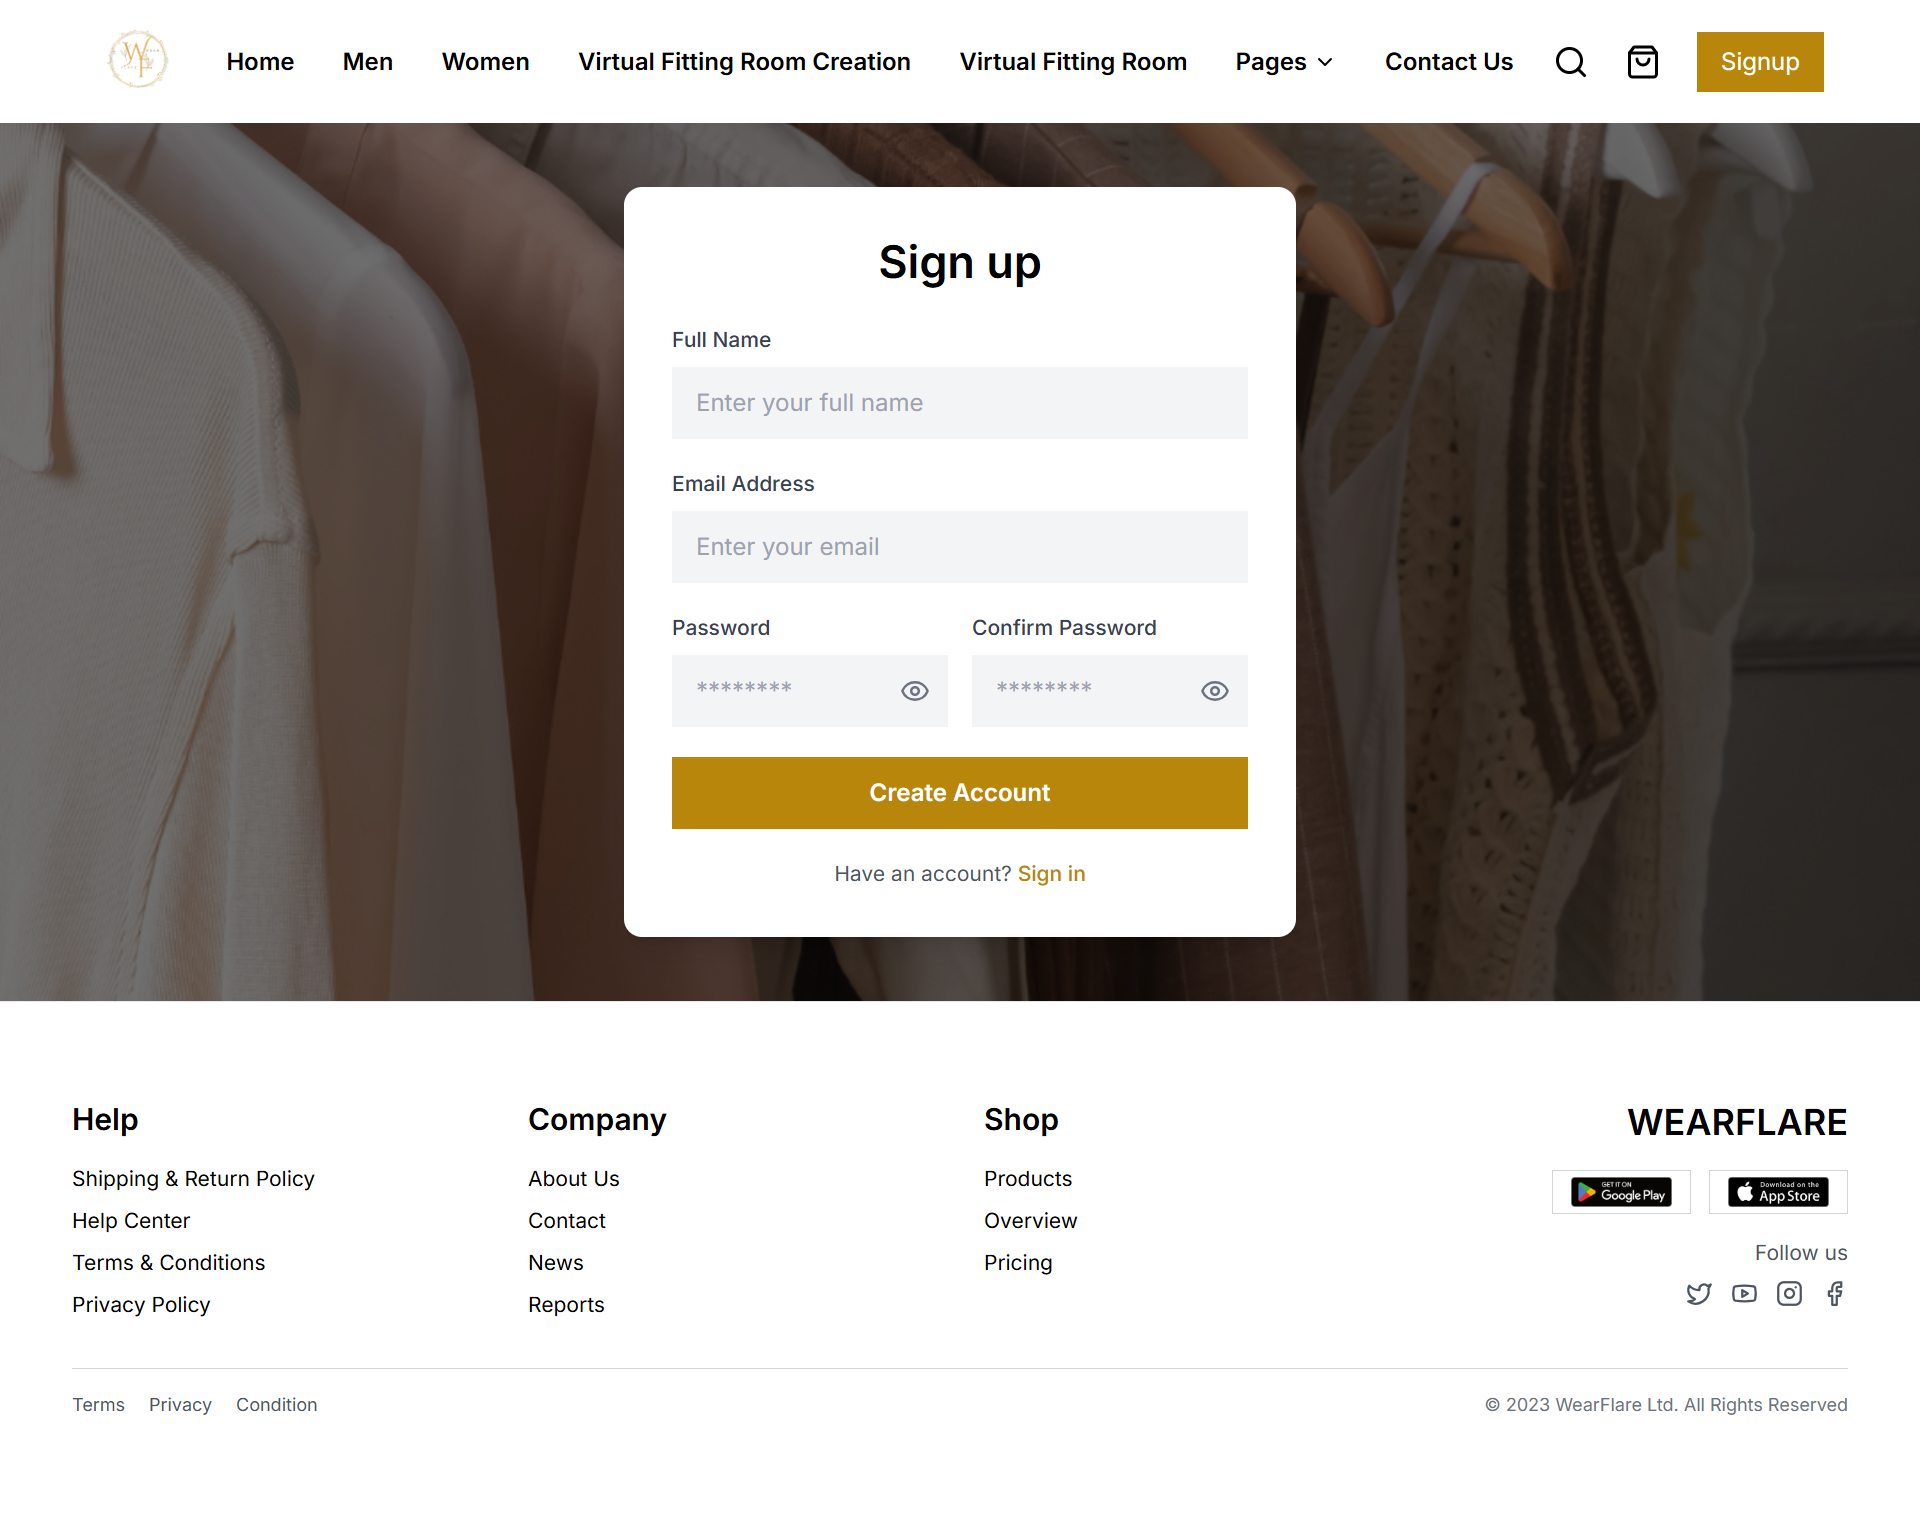 WF
Home Men Women Virtual Fitting Room Creation Virtual Fitting Room Pages Contact Us Signup
Sign up
Full Name
Enter your full name
Email Address
Enter your email
Password Confirm Password
******** ********
Create Account
Have an account? Sign in
Help Company Shop WEARFLARE
Shipping & Return Policy About Us Products
GET IT ON Google Play Download on the App Store
Help Center Contact Overview
Follow us
Terms & Conditions News Pricing
Privacy Policy Reports
Terms Privacy Condition © 2023 WearFlare Ltd. All Rights Reserved